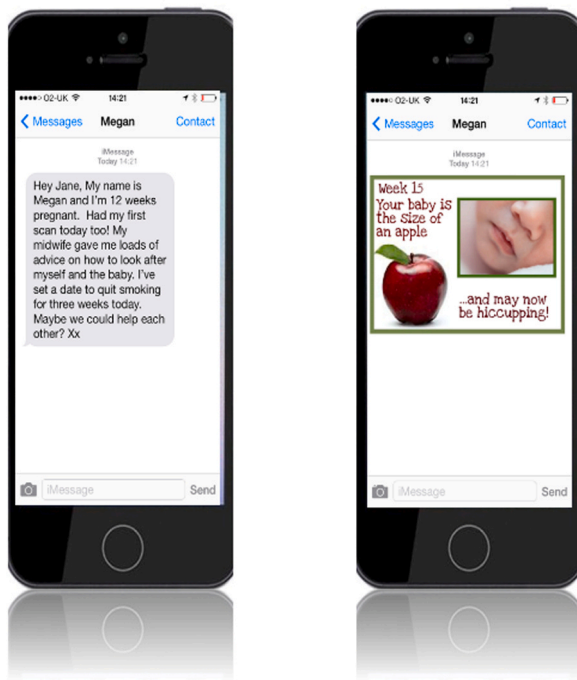 O2-UK 14:21
Messages Megan Contact
iMessage
Today 14:21
Hey Jane, My name is
Megan and I'm 12 weeks
pregnant. Had my first
scan today too! My
midwife gave me loads of
advice on how to look after
myself and the baby. I've
set a date to quit smoking
for three weeks today.
Maybe we could help each
other? Xx
iMessage Send
O2-UK 14:21
Messages Megan Contact
iMessage
Today 14:21
Week 15
Your baby is
the size of
an apple
...and may now
be hiccupping!
iMessage Send